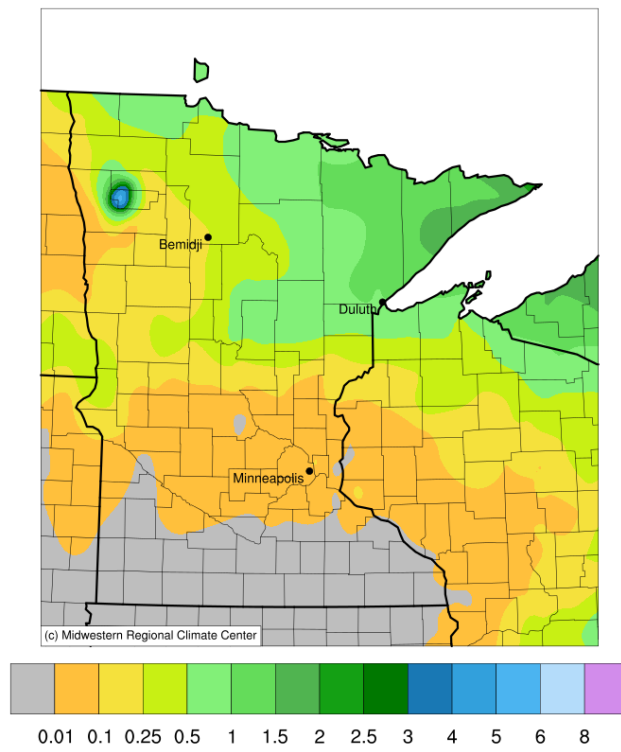 Bemidji
Duluth
Minneapolis
(c) Midwestern Regional Climate Center
0.01 0.1 0.25 0.5 1 1.5 2 2.5 3 4 5 6 8